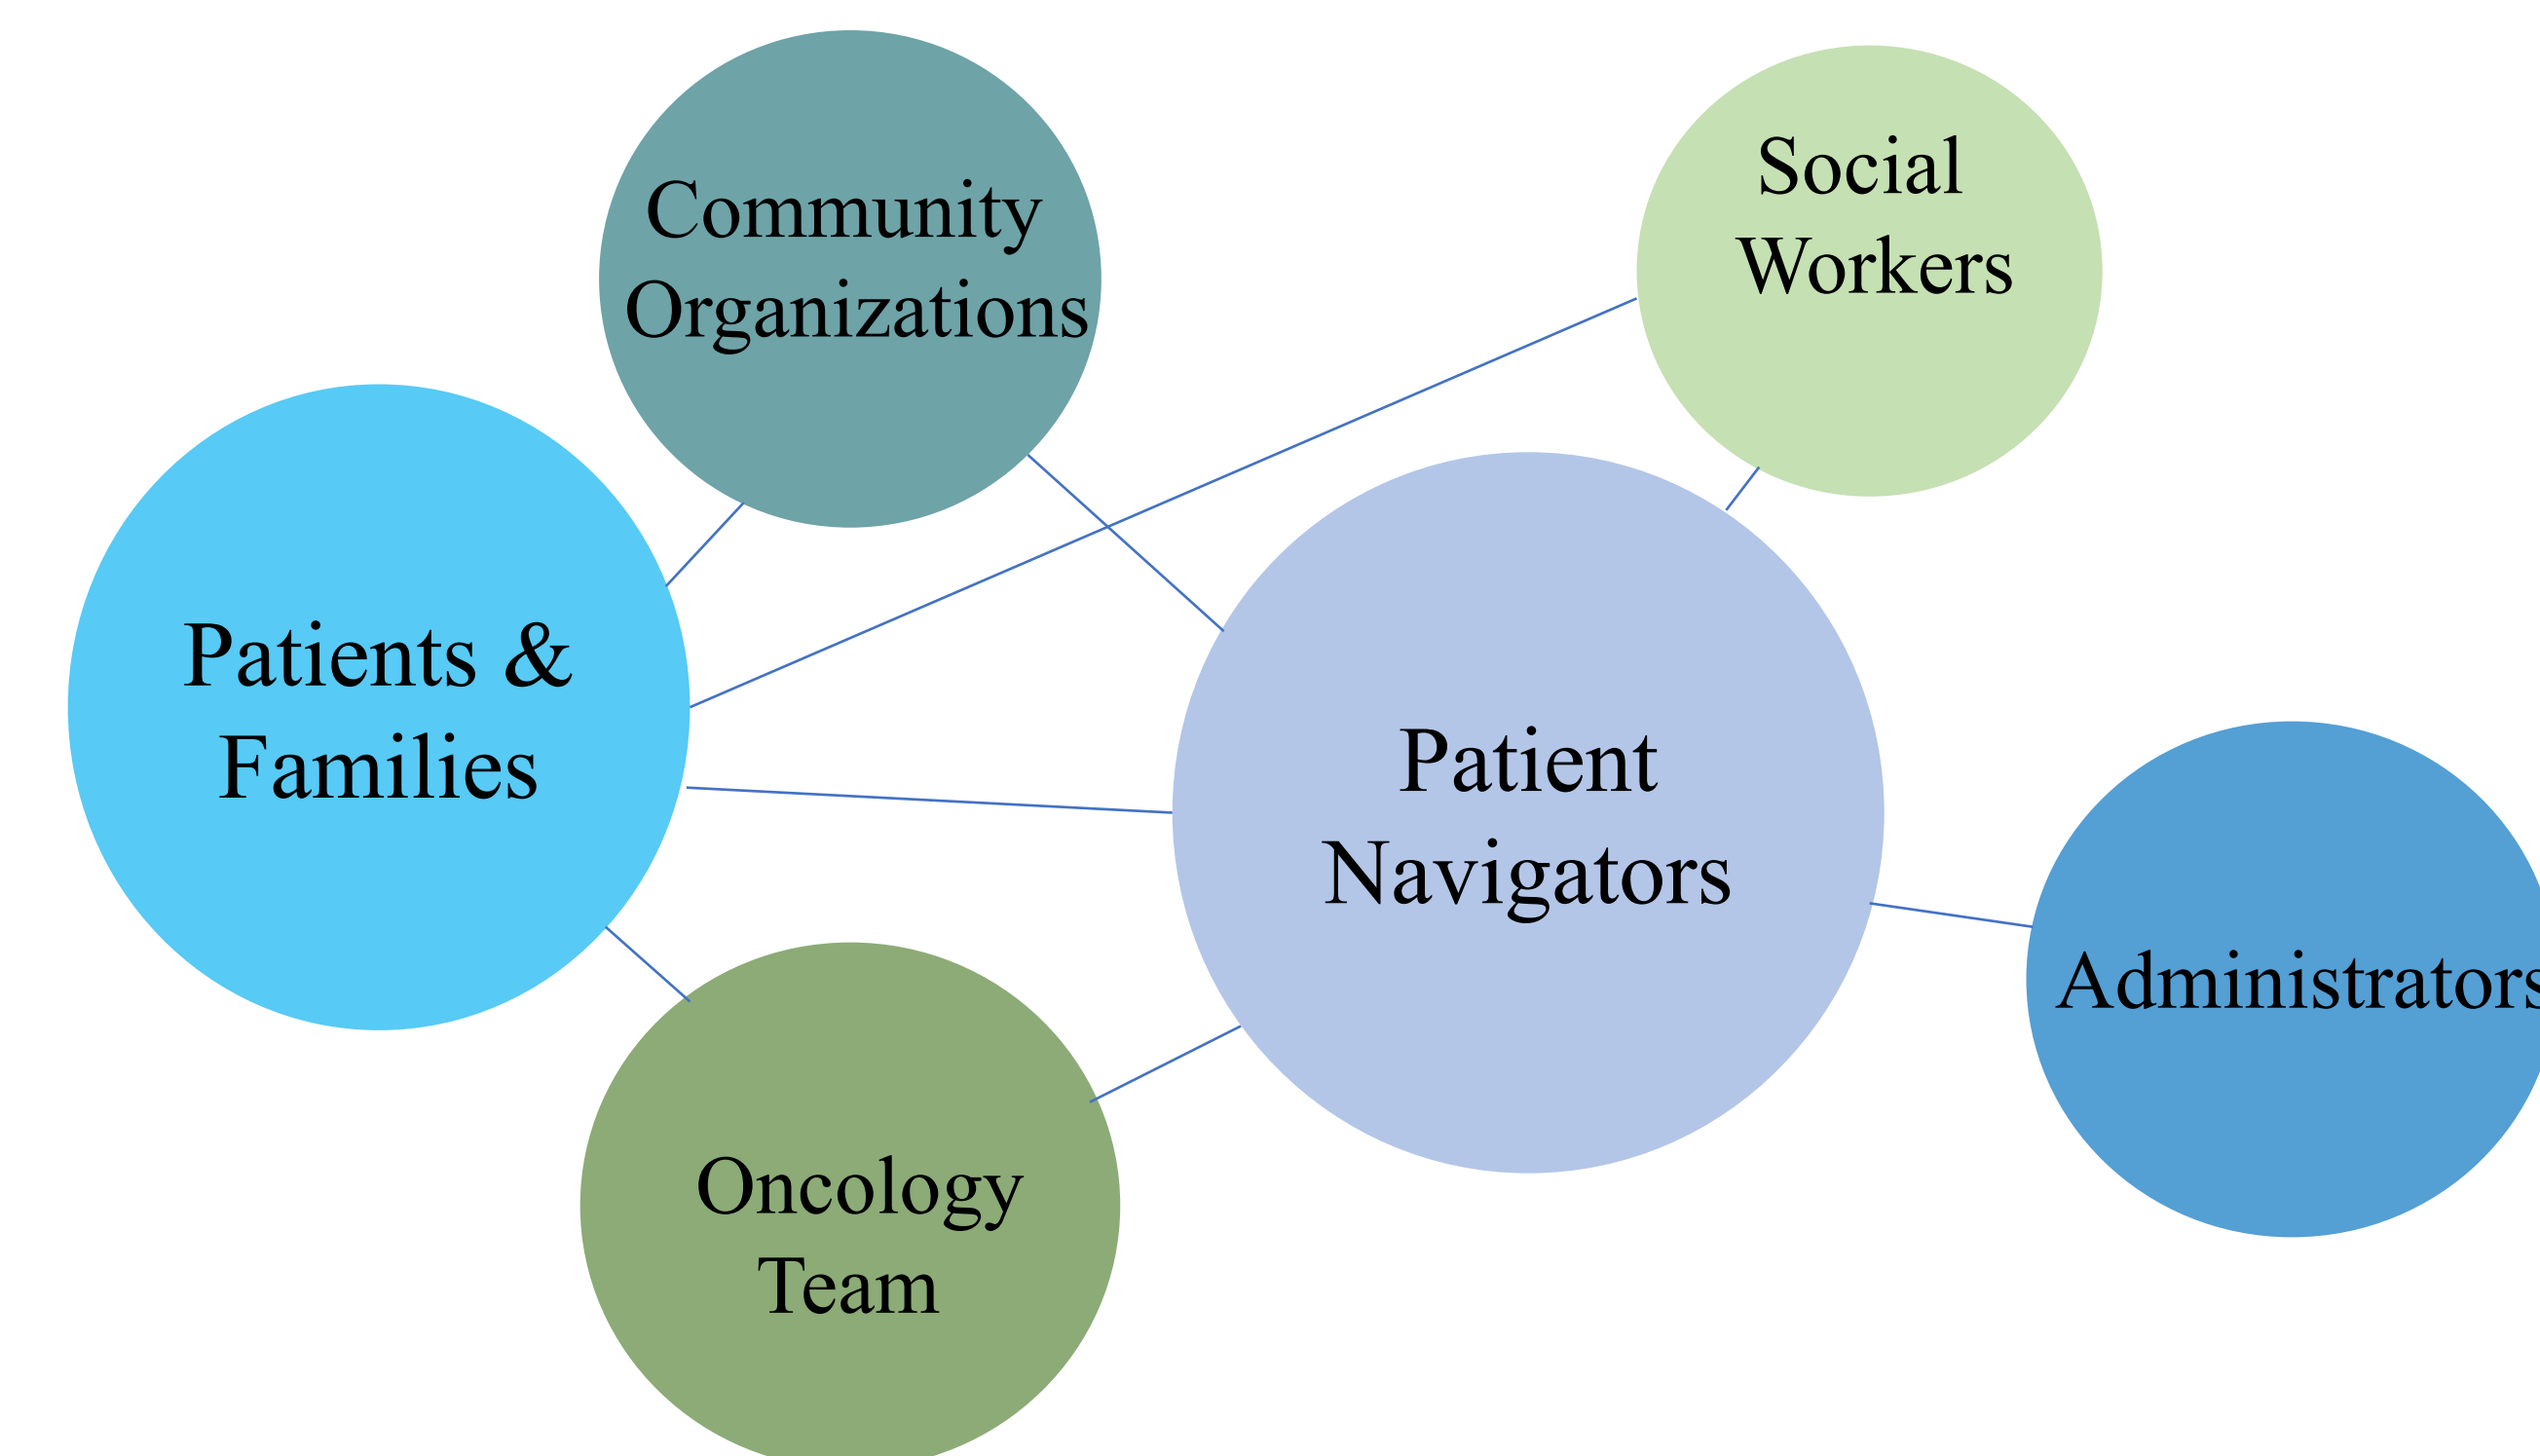 Community
Organizations
Social
Workers
Patients &
Families
Patient
Navigators
Administrators
Oncology
Team